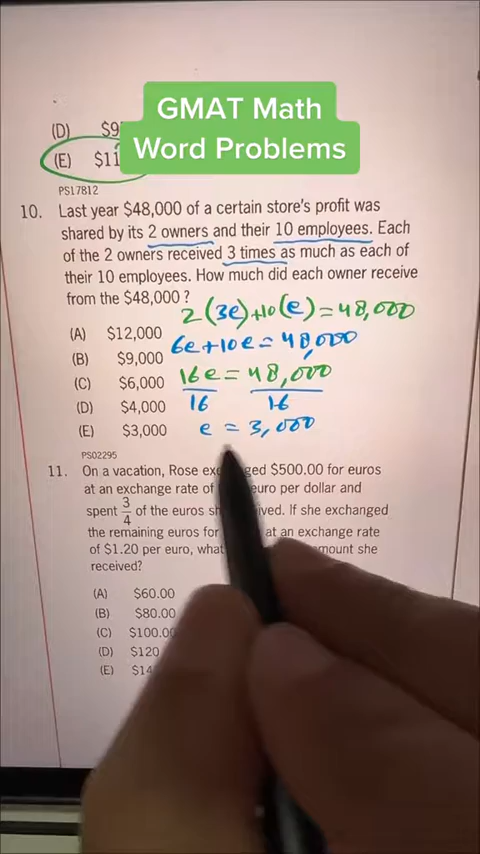 GMAT Math
Word Problems
(D) $9
(E) $11
PS17812
10. Last year $48,000 of a certain store's profit was
shared by its 2 owners and their 10 employees. Each
of the 2 owners received 3 times as much as each of
their 10 employees. How much did each owner receive
from the $48,000 ?
2(3e)+10(e)=48,000
(A) $12,000
6e+10e=48,000
(B) $9,000
(C) $6,000
16e=48,000
16 16
(D) $4,000
(E) $3,000
e=3,000
PS02295
11. On a vacation, Rose exchanged $500.00 for euros
at an exchange rate of euro per dollar and
spent 3/4 of the euros she received. If she exchanged
the remaining euros for at an exchange rate
of $1.20 per euro, what amount she
received?
(A) $60.00
(B) $80.00
(C) $100.00
(D) $120
(E) $14